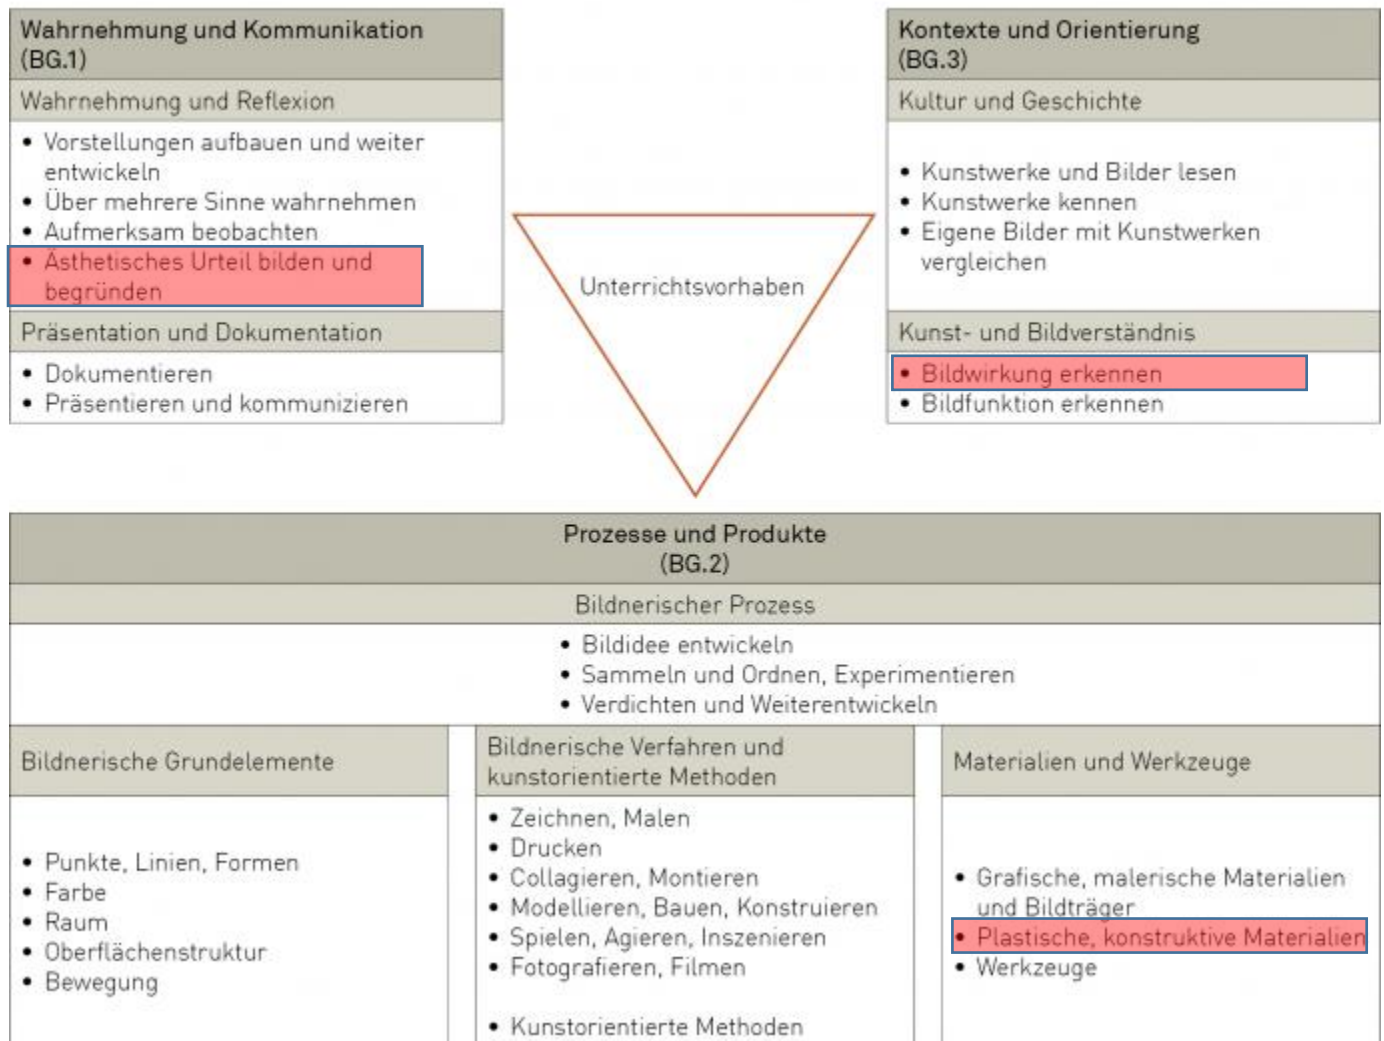 Wahrnehmung und Kommunikation
(BG.1)
Wahrnehmung und Reflexion
• Vorstellungen aufbauen und weiter
entwickeln
• Über mehrere Sinne wahrnehmen
• Aufmerksam beobachten
• Ästhetisches Urteil bilden und
begründen
Präsentation und Dokumentation
• Dokumentieren
• Präsentieren und kommunizieren
Unterrichtsvorhaben
Kontexte und Orientierung
(BG.3)
Kultur und Geschichte
• Kunstwerke und Bilder lesen
• Kunstwerke kennen
• Eigene Bilder mit Kunstwerken
vergleichen
Kunst- und Bildverständnis
• Bildwirkung erkennen
• Bildfunktion erkennen
Prozesse und Produkte
(BG.2)
Bildnerischer Prozess
• Bildidee entwickeln
• Sammeln und Ordnen, Experimentieren
• Verdichten und Weiterentwickeln
Bildnerische Grundelemente
• Punkte, Linien, Formen
• Farbe
• Raum
• Oberflächenstruktur
• Bewegung
Bildnerische Verfahren und
kunstorientierte Methoden
• Zeichnen, Malen
• Drucken
• Collagieren, Montieren
• Modellieren, Bauen, Konstruieren
• Spielen, Agieren, Inszenieren
• Fotografieren, Filmen
• Kunstorientierte Methoden
Materialien und Werkzeuge
• Grafische, malerische Materialien
und Bildträger
• Plastische, konstruktive Materialien
• Werkzeuge